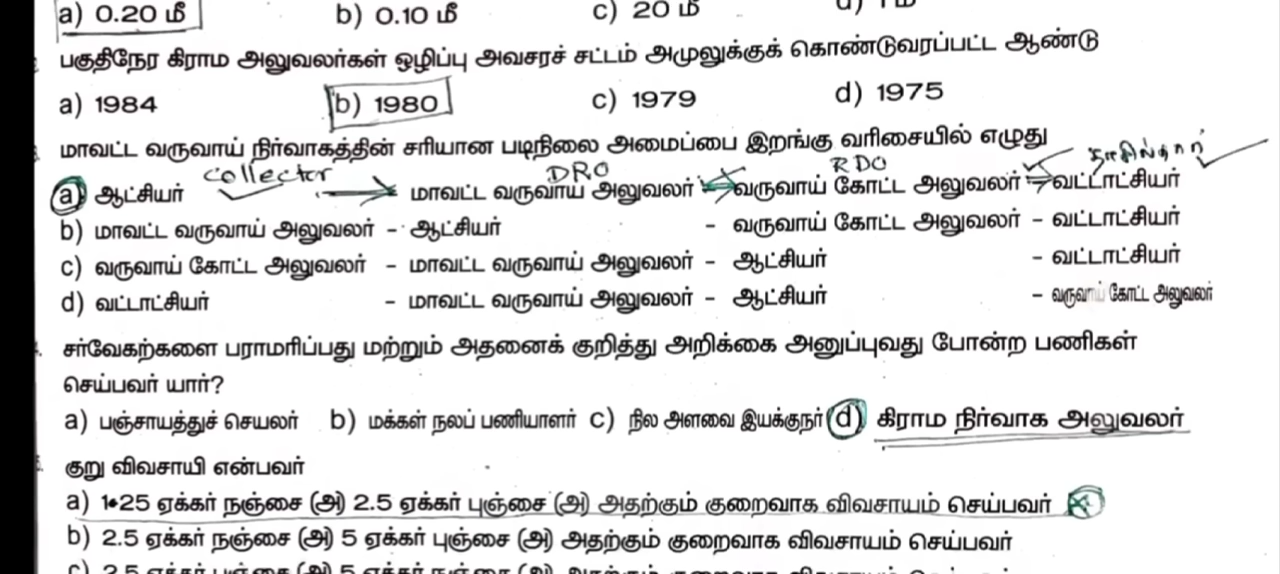 a) 0.20 மீ b) 0.10 மீ c) 20 மீ
பகுதிநேர கிராம அலுவலர்கள் ஒழிப்பு அவசரச் சட்டம் அமுலுக்குக் கொண்டுவரப்பட்ட ஆண்டு
a) 1984 b) 1980 c) 1979 d) 1975
மாவட்ட வருவாய் நிர்வாகத்தின் சரியான படிநிலை அமைப்பை இறங்கு வரிசையில் எழுது
collector DRO RDO தாசில்தார்
a) ஆட்சியர் → மாவட்ட வருவாய் அலுவலர் → வருவாய் கோட்ட அலுவலர் → வட்டாட்சியர்
b) மாவட்ட வருவாய் அலுவலர் - ஆட்சியர் - வருவாய் கோட்ட அலுவலர் - வட்டாட்சியர்
c) வருவாய் கோட்ட அலுவலர் - மாவட்ட வருவாய் அலுவலர் - ஆட்சியர் - வட்டாட்சியர்
d) வட்டாட்சியர் - மாவட்ட வருவாய் அலுவலர் - ஆட்சியர் - வருவாய் கோட்ட அலுவலர்
சர்வேகற்களை பராமரிப்பது மற்றும் அதனைக் குறித்து அறிக்கை அனுப்புவது போன்ற பணிகள்
செய்பவர் யார்?
a) பஞ்சாயத்துச் செயலர் b) மக்கள் நலப் பணியாளர் c) நில அளவை இயக்குநர் d) கிராம நிர்வாக அலுவலர்
குறு விவசாயி என்பவர்
a) 1.25 ஏக்கர் நஞ்சை (அ) 2.5 ஏக்கர் புஞ்சை (அ) அதற்கும் குறைவாக விவசாயம் செய்பவர்
b) 2.5 ஏக்கர் நஞ்சை (அ) 5 ஏக்கர் புஞ்சை (அ) அதற்கும் குறைவாக விவசாயம் செய்பவர்